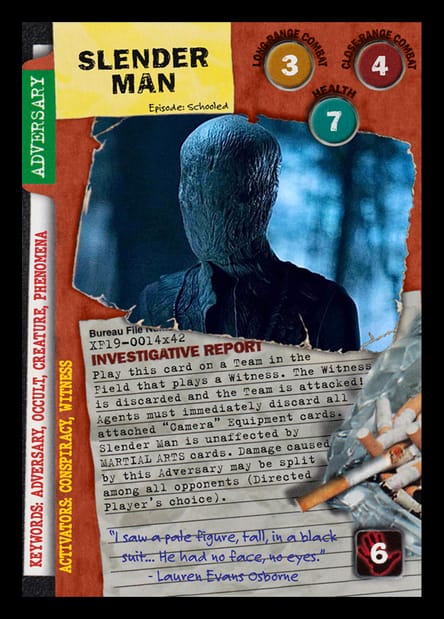 SLENDER
MAN
Episode: Schooled
LONG-RANGE COMBAT
3
CLOSE-RANGE COMBAT
4
HEALTH
7
ADVERSARY
KEYWORDS: ADVERSARY, OCCULT, CREATURE, PHENOMENA
ACTIVATORS: CONSPIRACY, WITNESS
Bureau File
XF19-0014x42
INVESTIGATIVE REPORT
Play this card on a Team in the
Field that plays a Witness. The Witness
is discarded and the Team is attacked!
Agents must immediately discard all
attached "Camera" Equipment cards.
Slender Man is unaffected by
MARTIAL ARTS cards. Damage caused
by this Adversary may be split
among all opponents (Directed
Player's choice).
"I saw a pale figure, tall, in a black
suit... He had no face, no eyes."
- Lauren Evans Osborne
6